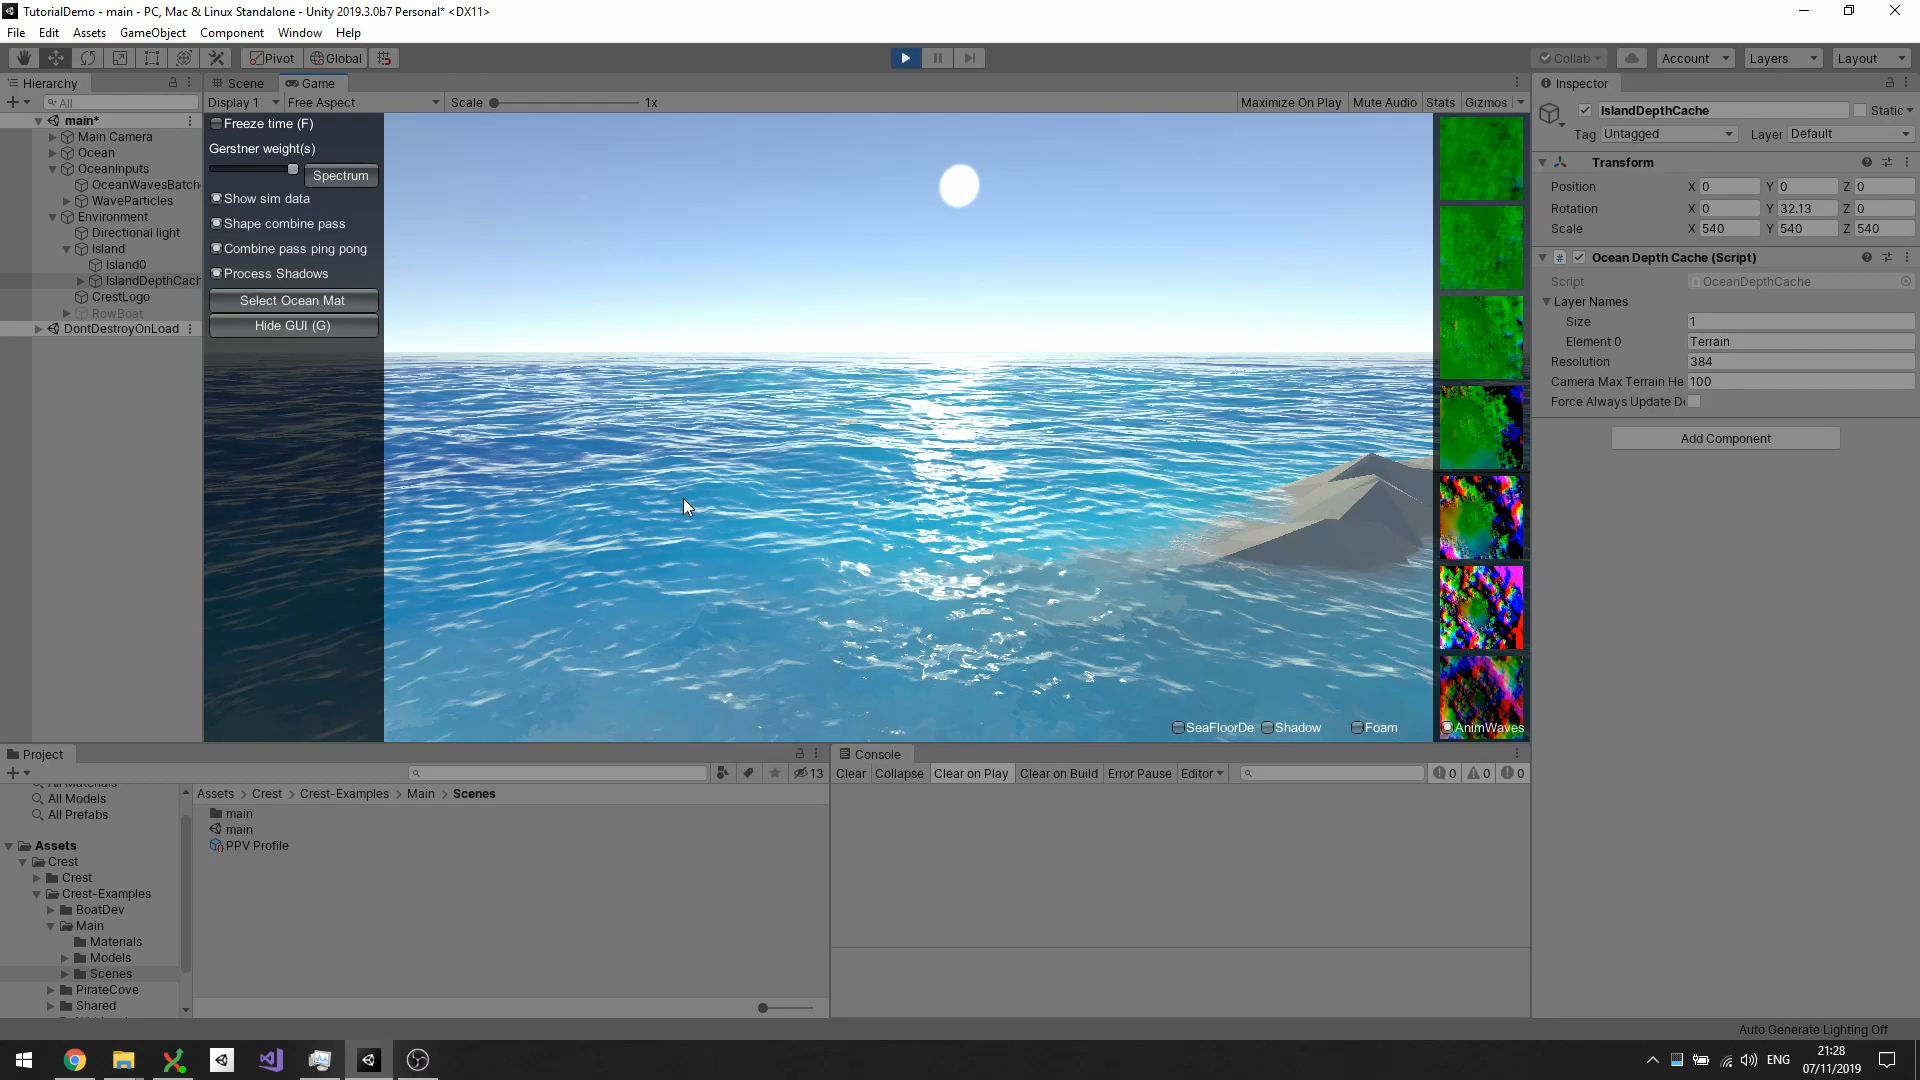 TutorialDemo - main - PC, Mac & Linux Standalone - Unity 2019.3.0b7 Personal* <DX11>
File Edit Assets GameObject Component Window Help
Pivot Global Collab Account Layers Layout
Hierarchy
All
main*
Main Camera
Ocean
OceanInputs
OceanWavesBatch
WaveParticles
Environment
Directional light
Island
Island0
IslandDepthCach
CrestLogo
RowBoat
DontDestroyOnLoad
Scene Game
Display 1 Free Aspect Scale 1x Maximize On Play Mute Audio Stats Gizmos
Freeze time (F)
Gerstner weight(s)
Spectrum
Show sim data
Shape combine pass
Combine pass ping pong
Process Shadows
Select Ocean Mat
Hide GUI (G)
SeaFloorDe Shadow Foam AnimWaves
Inspector
IslandDepthCache Static
Tag Untagged Layer Default
Transform
Position X 0 Y 0 Z 0
Rotation X 0 Y 32.13 Z 0
Scale X 540 Y 540 Z 540
# Ocean Depth Cache (Script)
Script OceanDepthCache
Layer Names
Size 1
Element 0 Terrain
Resolution 384
Camera Max Terrain He 100
Force Always Update De
Add Component
Project
13
All Models
All Prefabs
Assets
Crest
Crest
Crest-Examples
BoatDev
Main
Materials
Models
Scenes
PirateCove
Shared
Assets > Crest > Crest-Examples > Main > Scenes
main
main
PPV Profile
Console
Clear Collapse Clear on Play Clear on Build Error Pause Editor 0 0 0
Auto Generate Lighting Off
ENG
21:28
07/11/2019